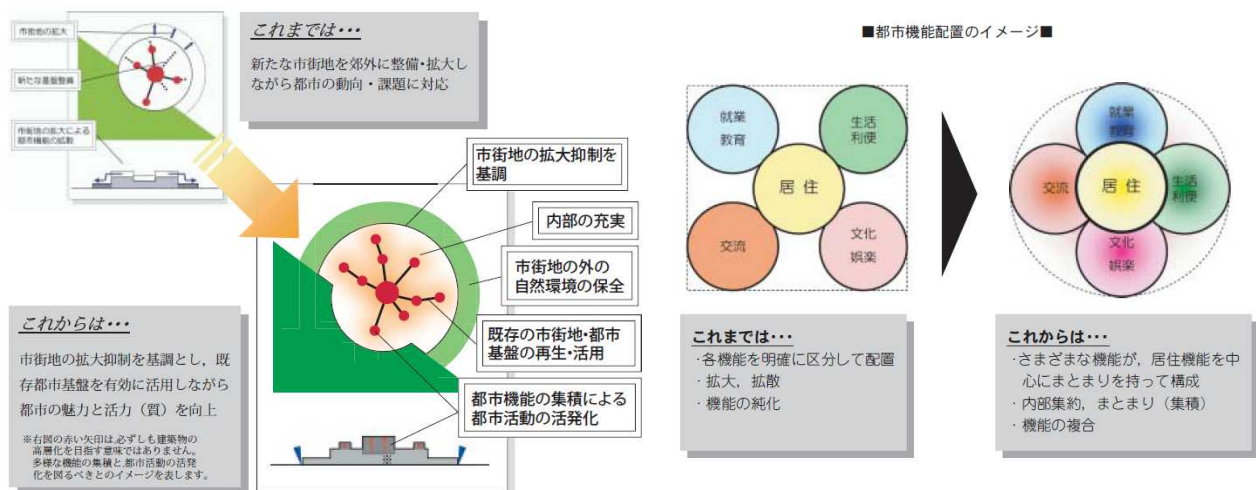 市街地の拡大
新たな基盤整備
市街地の拡大による
都市機能の拡散
これまでは･･･
新たな市街地を郊外に整備･拡大し
ながら都市の動向・課題に対応
市街地の拡大抑制を
基調
内部の充実
市街地の外の
自然環境の保全
既存の市街地･都市
基盤の再生･活用
都市機能の集積による
都市活動の活発化
これからは･･･
市街地の拡大抑制を基調とし，既
存都市基盤を有効に活用しながら
都市の魅力と活力（質）を向上
※右図の赤い矢印は,必ずしも建築物の
高層化を目指す意味ではありません。
多様な機能の集積と,都市活動の活発
化を図るべきとのイメージを表します。
■都市機能配置のイメージ■
就業
教育
生活
利便
居住
交流
文化
娯楽
これまでは･･･
･各機能を明確に区分して配置
･拡大，拡散
･機能の純化
就業
教育
交流
居住
生活
利便
文化
娯楽
これからは･･･
･さまざまな機能が，居住機能を中
心にまとまりを持って構成
･内部集約，まとまり（集積）
･機能の複合